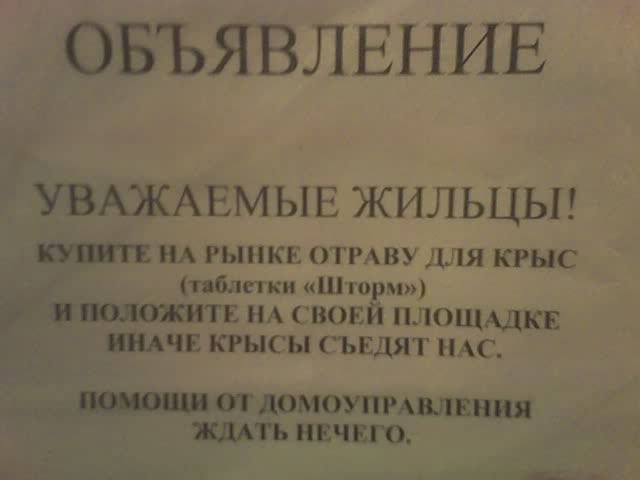 ОБЪЯВЛЕНИЕ
УВАЖАЕМЫЕ ЖИЛЬЦЫ!
КУПИТЕ НА РЫНКЕ ОТРАВУ ДЛЯ КРЫС
(таблетки «Шторм»)
И ПОЛОЖИТЕ НА СВОЕЙ ПЛОЩАДКЕ
ИНАЧЕ КРЫСЫ СЪЕДЯТ НАС.
ПОМОЩИ ОТ ДОМОУПРАВЛЕНИЯ
ЖДАТЬ НЕЧЕГО.